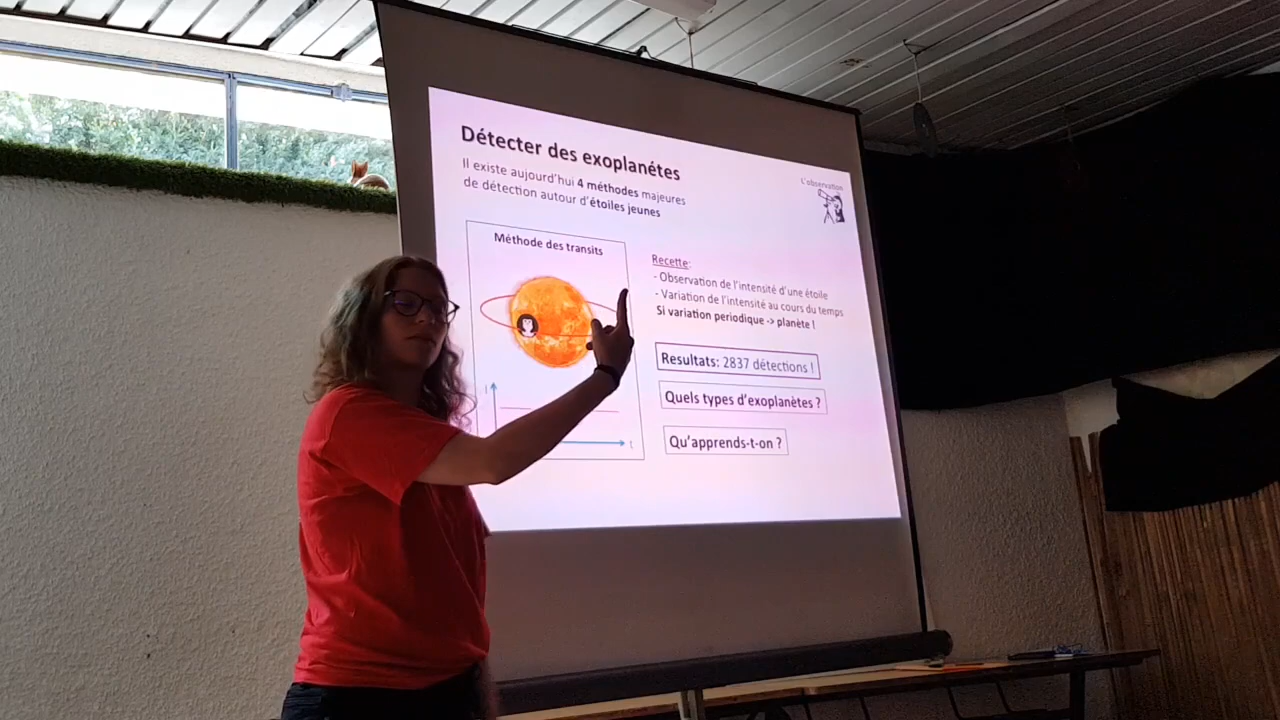 Détecter des exoplanétes
Il existe aujourd'hui 4 méthodes majeures
de détection autour d'étoiles jeunes
L'observation
Méthode des transits
I
t
Recette:
- Observation de l'intensité d'une étoile
- Variation de l'intensité au cours du temps
Si variation periodique -> planète !
Resultats: 2837 détections !
Quels types d'exoplanètes ?
Qu'apprends-t-on ?